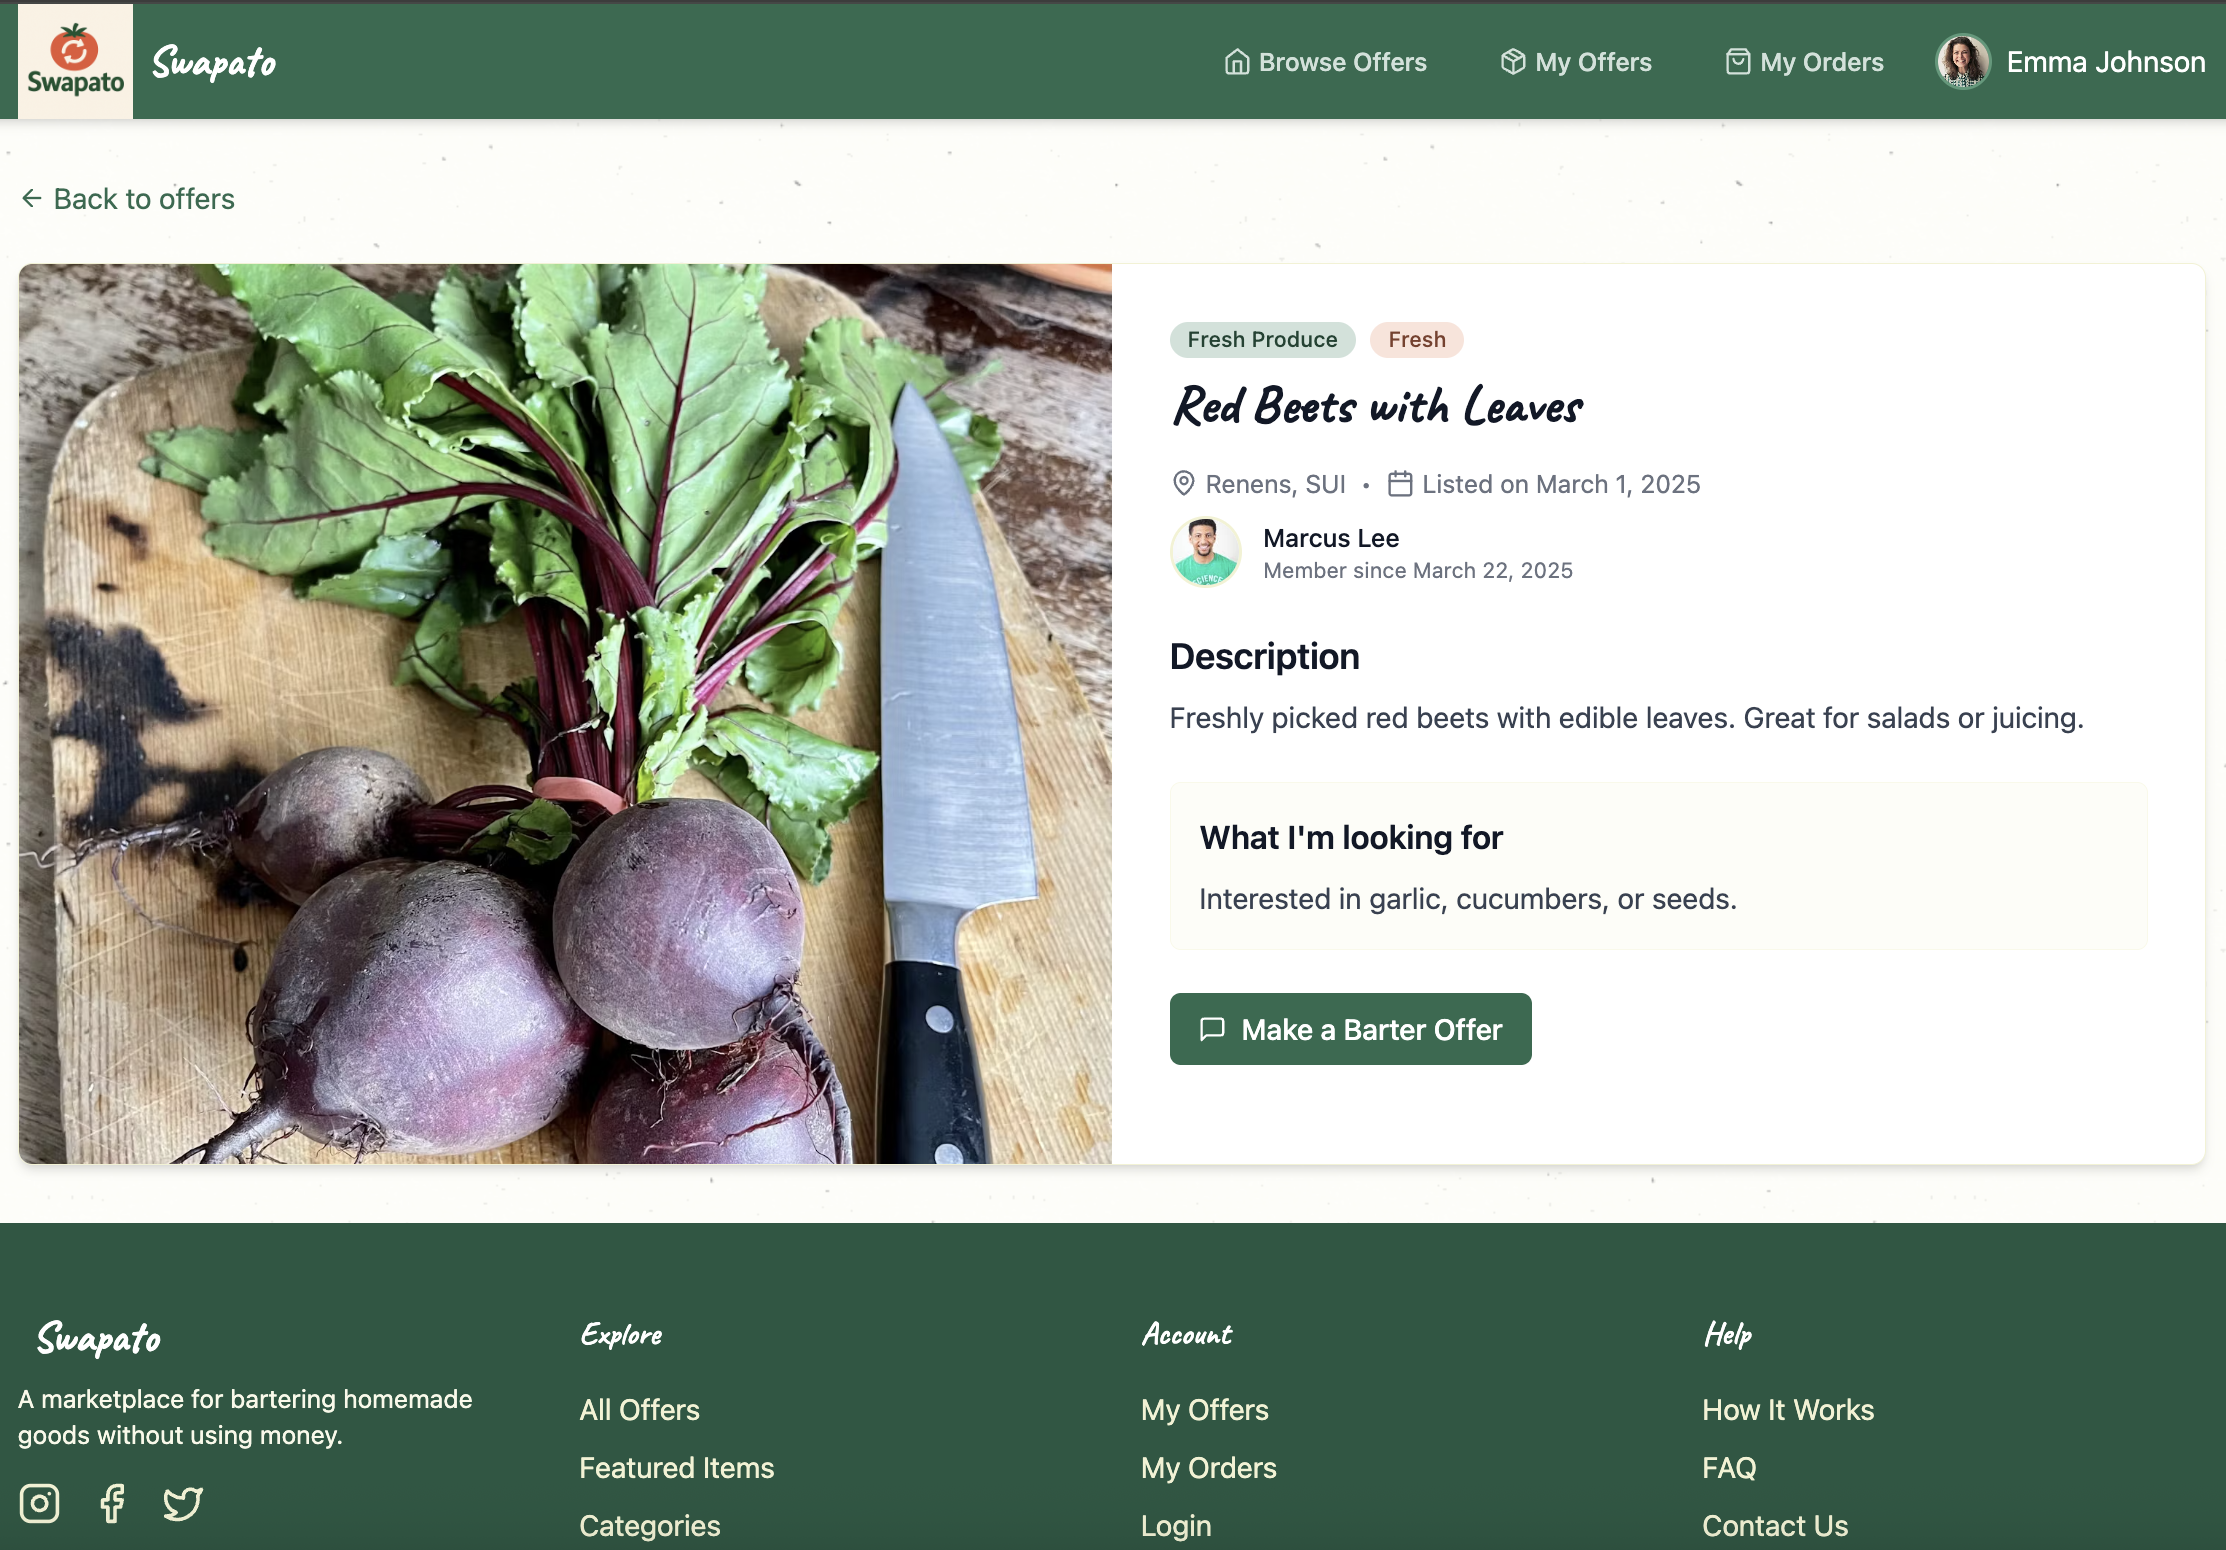 Swapato
Swapato
Browse Offers
My Offers
My Orders
Emma Johnson
← Back to offers
Fresh Produce
Fresh
Red Beets with Leaves
Renens, SUI • Listed on March 1, 2025
Marcus Lee
Member since March 22, 2025
Description
Freshly picked red beets with edible leaves. Great for salads or juicing.
What I'm looking for
Interested in garlic, cucumbers, or seeds.
Make a Barter Offer
Swapato
A marketplace for bartering homemade
goods without using money.
Explore
All Offers
Featured Items
Categories
Account
My Offers
My Orders
Login
Help
How It Works
FAQ
Contact Us